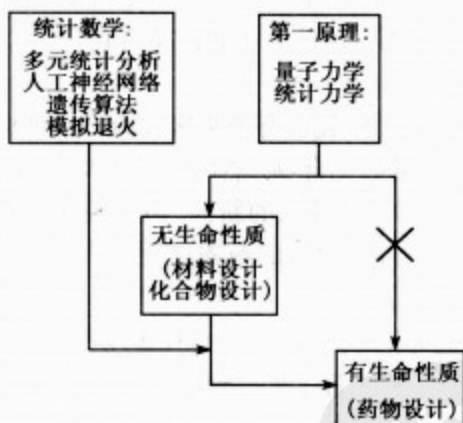 统计数学:
多元统计分析
人工神经网络
遗传算法
模拟退火
第一原理:
量子力学
统计力学
无生命性质
(材料设计
化合物设计)
有生命性质
(药物设计)